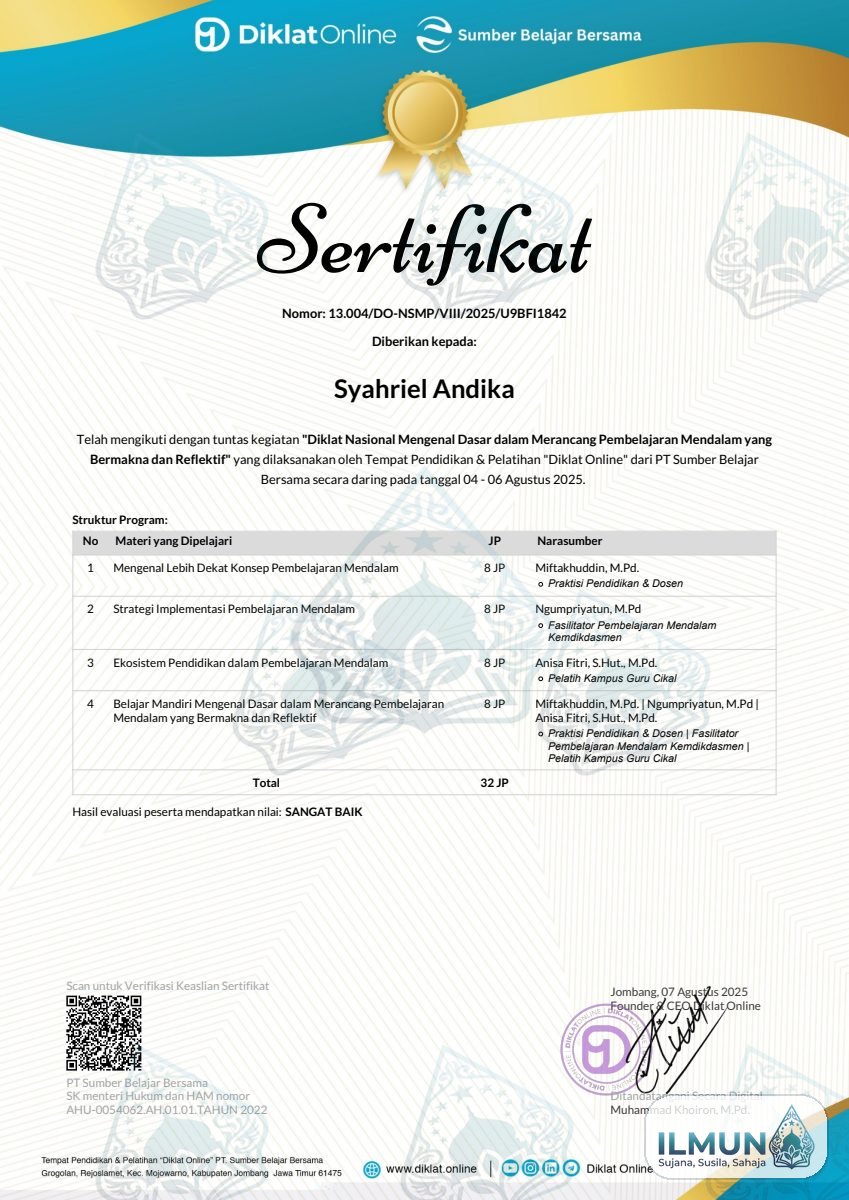 DiklatOnline Sumber Belajar Bersama
Sertifikat
Nomor: 13.004/DO-NSMP/VIII/2025/U9BFI1842
Diberikan kepada:
Syahriel Andika
Telah mengikuti dengan tuntas kegiatan "Diklat Nasional Mengenal Dasar dalam Merancang Pembelajaran Mendalam yang
Bermakna dan Reflektif" yang dilaksanakan oleh Tempat Pendidikan & Pelatihan "Diklat Online" dari PT Sumber Belajar
Bersama secara daring pada tanggal 04 - 06 Agustus 2025.
Struktur Program:
No Materi yang Dipelajari JP Narasumber
1 Mengenal Lebih Dekat Konsep Pembelajaran Mendalam 8 JP Miftakhuddin, M.Pd.
Praktisi Pendidikan & Dosen
2 Strategi Implementasi Pembelajaran Mendalam 8 JP Ngumpriyatun, M.Pd
Fasilitator Pembelajaran Mendalam
Kemdikdasmen
3 Ekosistem Pendidikan dalam Pembelajaran Mendalam 8 JP Anisa Fitri, S.Hut., M.Pd.
Pelatih Kampus Guru Cikal
4 Belajar Mandiri Mengenal Dasar dalam Merancang Pembelajaran 8 JP Miftakhuddin, M.Pd. | Ngumpriyatun, M.Pd |
Mendalam yang Bermakna dan Reflektif Anisa Fitri, S.Hut., M.Pd.
Praktisi Pendidikan & Dosen | Fasilitator
Pembelajaran Mendalam Kemdikdasmen |
Pelatih Kampus Guru Cikal
Total 32 JP
Hasil evaluasi peserta mendapatkan nilai: SANGAT BAIK
Scan untuk Verifikasi Keaslian Sertifikat
PT Sumber Belajar Bersama
SK menteri Hukum dan HAM nomor
AHU-0054062.AH.01.01.TAHUN 2022
Jombang, 07 Agustus 2025
Founder & CEO Diklat Online
DIKLATONLINE | DIKLATONLINE
Ditandatangani Secara Digital
Muhammad Khoiron, M.Pd.
Tempat Pendidikan & Pelatihan "Diklat Online" PT. Sumber Belajar Bersama
Grogolan, Rejoslamet, Kec. Mojowarno, Kabupaten Jombang Jawa Timur 61475
www.diklat.online | Diklat Online
ILMUN
Sujana, Susila, Sahaja